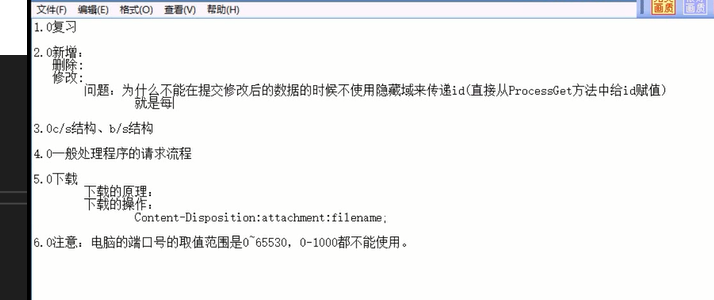 文件(F) 编辑(E) 格式(O) 查看(V) 帮助(H)
画质
画质
1.0复习
2.0新增：
删除：
修改：
问题：为什么不能在提交修改后的数据的时候不使用隐藏域来传递id(直接从ProcessGet方法中给id赋值)
就是每
3.0c/s结构、b/s结构
4.0一般处理程序的请求流程
5.0下载
下载的原理：
下载的操作：
Content-Disposition:attachment:filename;
6.0注意：电脑的端口号的取值范围是0~65530，0-1000都不能使用。